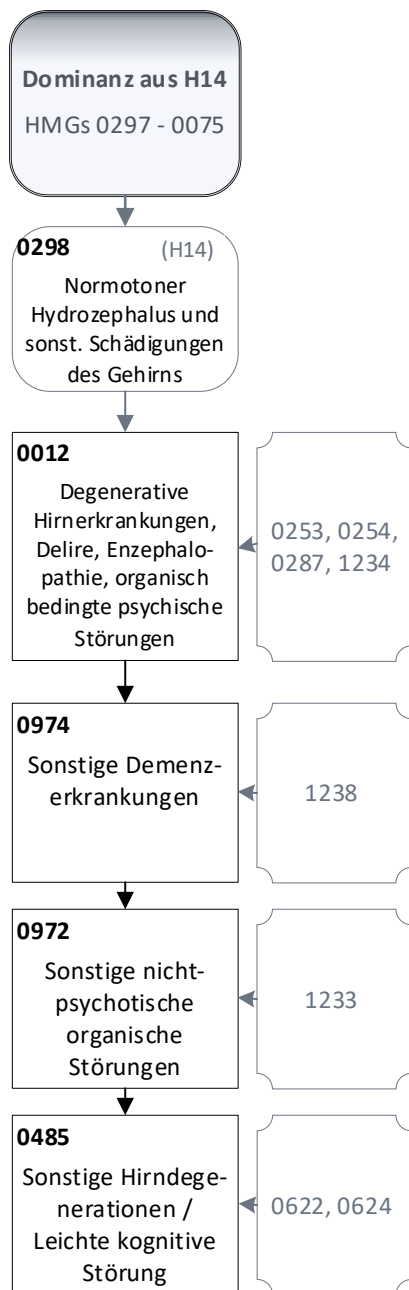 Dominanz aus H14
HMGs 0297 - 0075
0298 (H14)
Normotoner
Hydrozephalus und
sonst. Schädigungen
des Gehirns
0012
Degenerative
Hirnerkrankungen,
Delire, Enzephalo-
pathie, organisch
bedingte psychische
Störungen
0253, 0254,
0287, 1234
0974
Sonstige Demenz-
erkrankungen
1238
0972
Sonstige nicht-
psychotische
organische
Störungen
1233
0485
Sonstige Hirndege-
nerationen /
Leichte kognitive
Störung
0622, 0624